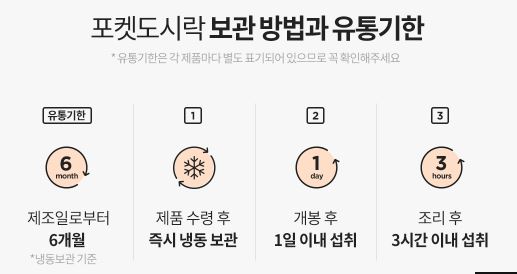 포켓도시락 보관 방법과 유통기한
* 유통기한은 각 제품마다 별도 표기되어 있으므로 꼭 확인해주세요
유통기한
6
month
제조일로부터
6개월
*냉동보관 기준
1
제품 수령 후
즉시 냉동 보관
2
1
day
개봉 후
1일 이내 섭취
3
3
hours
조리 후
3시간 이내 섭취